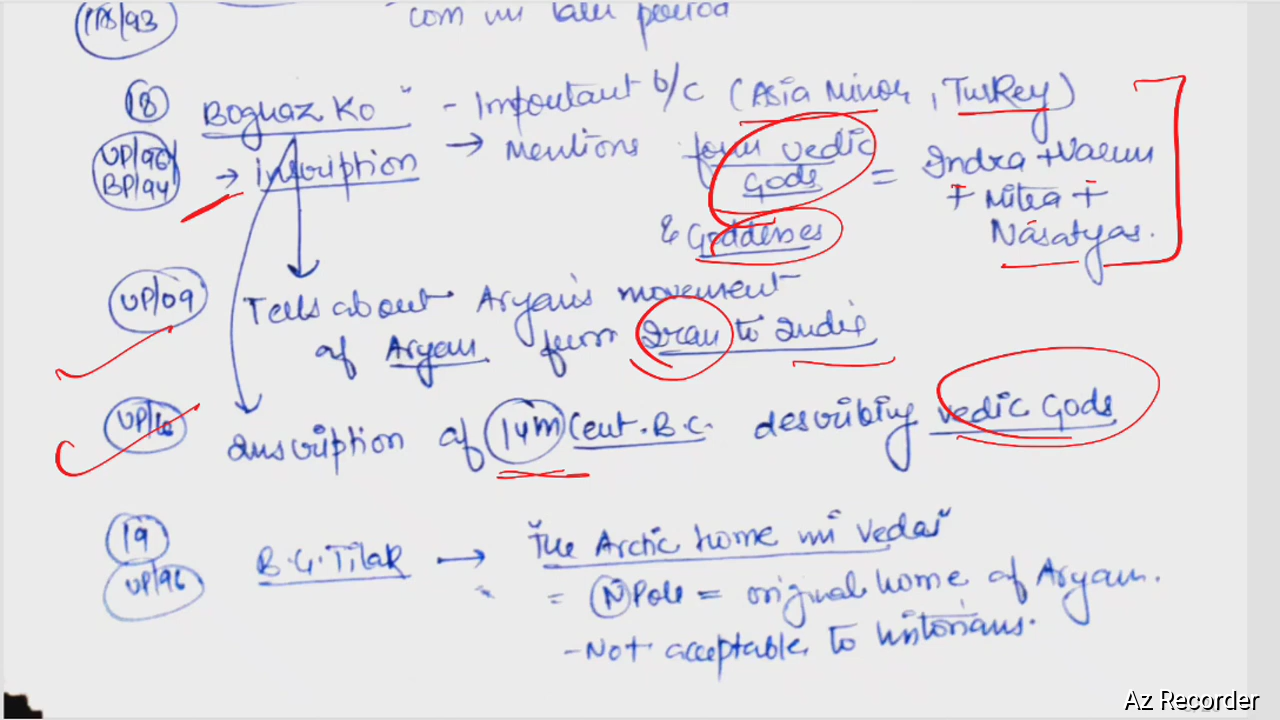 UP/93
com in later period
18
Boghaz Ko" - Important b/c (Asia Minor, Turkey)
UP/90
BP/94
→ Inscription → Mentions four vedic Gods = Indra + Varun
& Goddesses + Mitra + Nāsatyas.
UP/09
Tells about Aryan's movement
of Aryan from Iran to India
UP/16
Inscription of 14th Cent. B.C. describing vedic Gods
19
UP/96
B.G. Tilak → "The Arctic home in vedas"
= N Pole = original home of Aryan.
- Not acceptable to historians.
Az Recorder